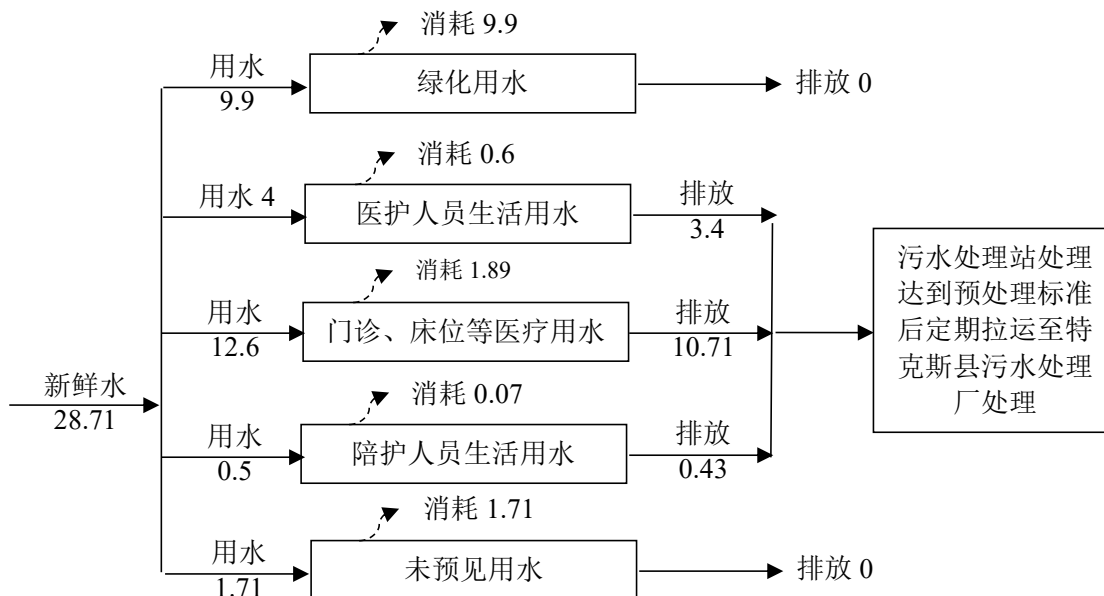 消耗 9.9
用水
9.9
绿化用水
排放 0
消耗 0.6
用水 4
医护人员生活用水
排放
3.4
消耗 1.89
用水
12.6
门诊、床位等医疗用水
排放
10.71
污水处理站处理
达到预处理标准
后定期拉运至特
克斯县污水处理
厂处理
新鲜水
28.71
消耗 0.07
用水
0.5
陪护人员生活用水
排放
0.43
消耗 1.71
用水
1.71
未预见用水
排放 0